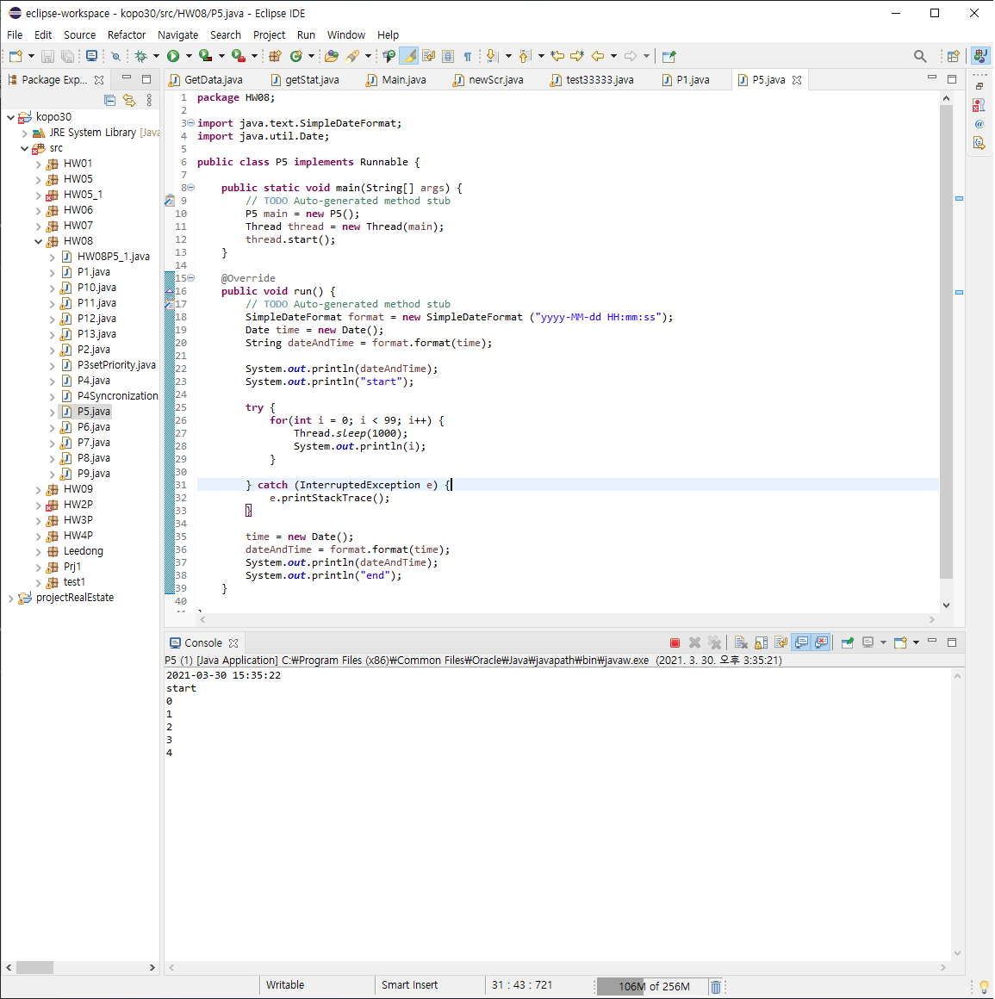 eclipse-workspace - kopo30/src/HW08/P5.java - Eclipse IDE
File Edit Source Refactor Navigate Search Project Run Window Help
Package Exp...
kopo30
JRE System Library [Java
src
HW01
HW05
HW05_1
HW06
HW07
HW08
HW08P5_1.java
P1.java
P10.java
P11.java
P12.java
P13.java
P2.java
P3setPriority.java
P4.java
P4Syncronization
P5.java
P6.java
P7.java
P8.java
P9.java
HW09
HW2P
HW3P
HW4P
Leedong
Prj1
test1
projectRealEstate
GetData.java getStat.java Main.java newScr.java test33333.java P1.java P5.java
1 package HW08;
2
3 import java.text.SimpleDateFormat;
4 import java.util.Date;
5
6 public class P5 implements Runnable {
7
8 public static void main(String[] args) {
9 // TODO Auto-generated method stub
10 P5 main = new P5();
11 Thread thread = new Thread(main);
12 thread.start();
13 }
14
15 @Override
16 public void run() {
17 // TODO Auto-generated method stub
18 SimpleDateFormat format = new SimpleDateFormat ("yyyy-MM-dd HH:mm:ss");
19 Date time = new Date();
20 String dateAndTime = format.format(time);
21
22 System.out.println(dateAndTime);
23 System.out.println("start");
24
25 try {
26 for(int i = 0; i < 99; i++) {
27 Thread.sleep(1000);
28 System.out.println(i);
29 }
30
31 } catch (InterruptedException e) {
32 e.printStackTrace();
33 }
34
35 time = new Date();
36 dateAndTime = format.format(time);
37 System.out.println(dateAndTime);
38 System.out.println("end");
39 }
40
Console
P5 (1) [Java Application] C:₩Program Files (x86)₩Common Files₩Oracle₩Java₩javapath₩bin₩javaw.exe (2021. 3. 30. 오후 3:35:21)
2021-03-30 15:35:22
start
0
1
2
3
4
Writable Smart Insert 31 : 43 : 721 106M of 256M